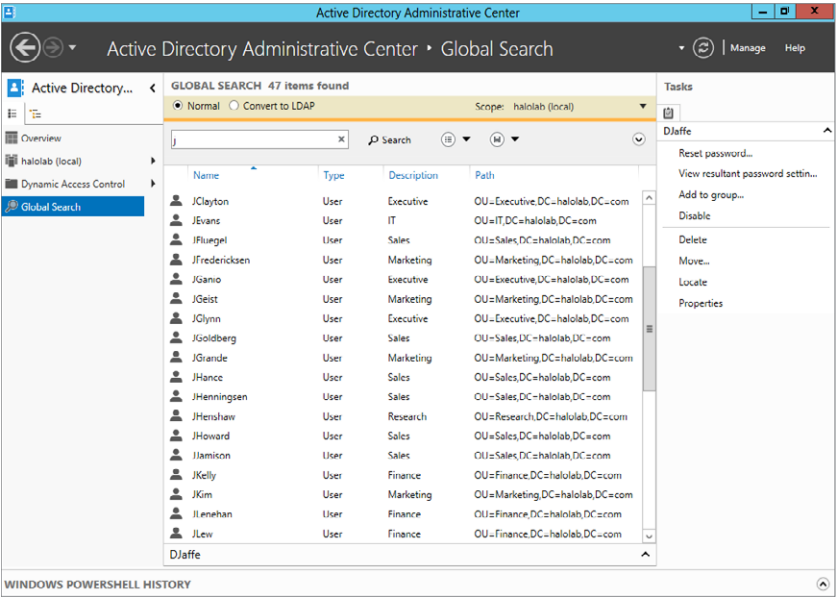 Active Directory Administrative Center
Active Directory Administrative Center • Global Search
Manage
Help
Active Directory...
Overview
halolab (local)
Dynamic Access Control
Global Search
GLOBAL SEARCH 47 items found
Normal Convert to LDAP
Scope: halolab (local)
J
Search
Name Type Description Path
JClayton User Executive OU=Executive,DC=halolab,DC=com
JEvans User IT OU=IT,DC=halolab,DC=com
JFluegel User Sales OU=Sales,DC=halolab,DC=com
JFredericksen User Marketing OU=Marketing,DC=halolab,DC=com
JGanio User Executive OU=Executive,DC=halolab,DC=com
JGeist User Marketing OU=Marketing,DC=halolab,DC=com
JGlynn User Executive OU=Executive,DC=halolab,DC=com
JGoldberg User Sales OU=Sales,DC=halolab,DC=com
JGrande User Marketing OU=Marketing,DC=halolab,DC=com
JHance User Sales OU=Sales,DC=halolab,DC=com
JHenningsen User Sales OU=Sales,DC=halolab,DC=com
JHenshaw User Research OU=Research,DC=halolab,DC=com
JHoward User Sales OU=Sales,DC=halolab,DC=com
JJamison User Sales OU=Sales,DC=halolab,DC=com
JKelly User Finance OU=Finance,DC=halolab,DC=com
JKim User Marketing OU=Marketing,DC=halolab,DC=com
JLenehan User Finance OU=Finance,DC=halolab,DC=com
JLew User Finance OU=Finance,DC=halolab,DC=com
DJaffe
Tasks
DJaffe
Reset password...
View resultant password settin...
Add to group...
Disable
Delete
Move...
Locate
Properties
WINDOWS POWERSHELL HISTORY